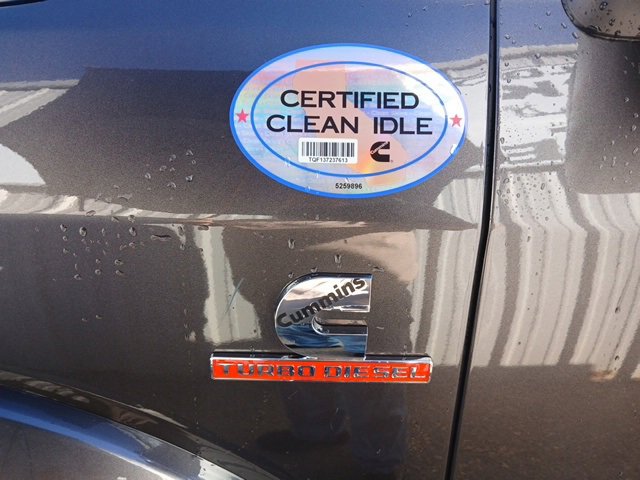 CERTIFIED
CLEAN IDLE
TQF137237613
5259896
Cummins
TURBO DIESEL